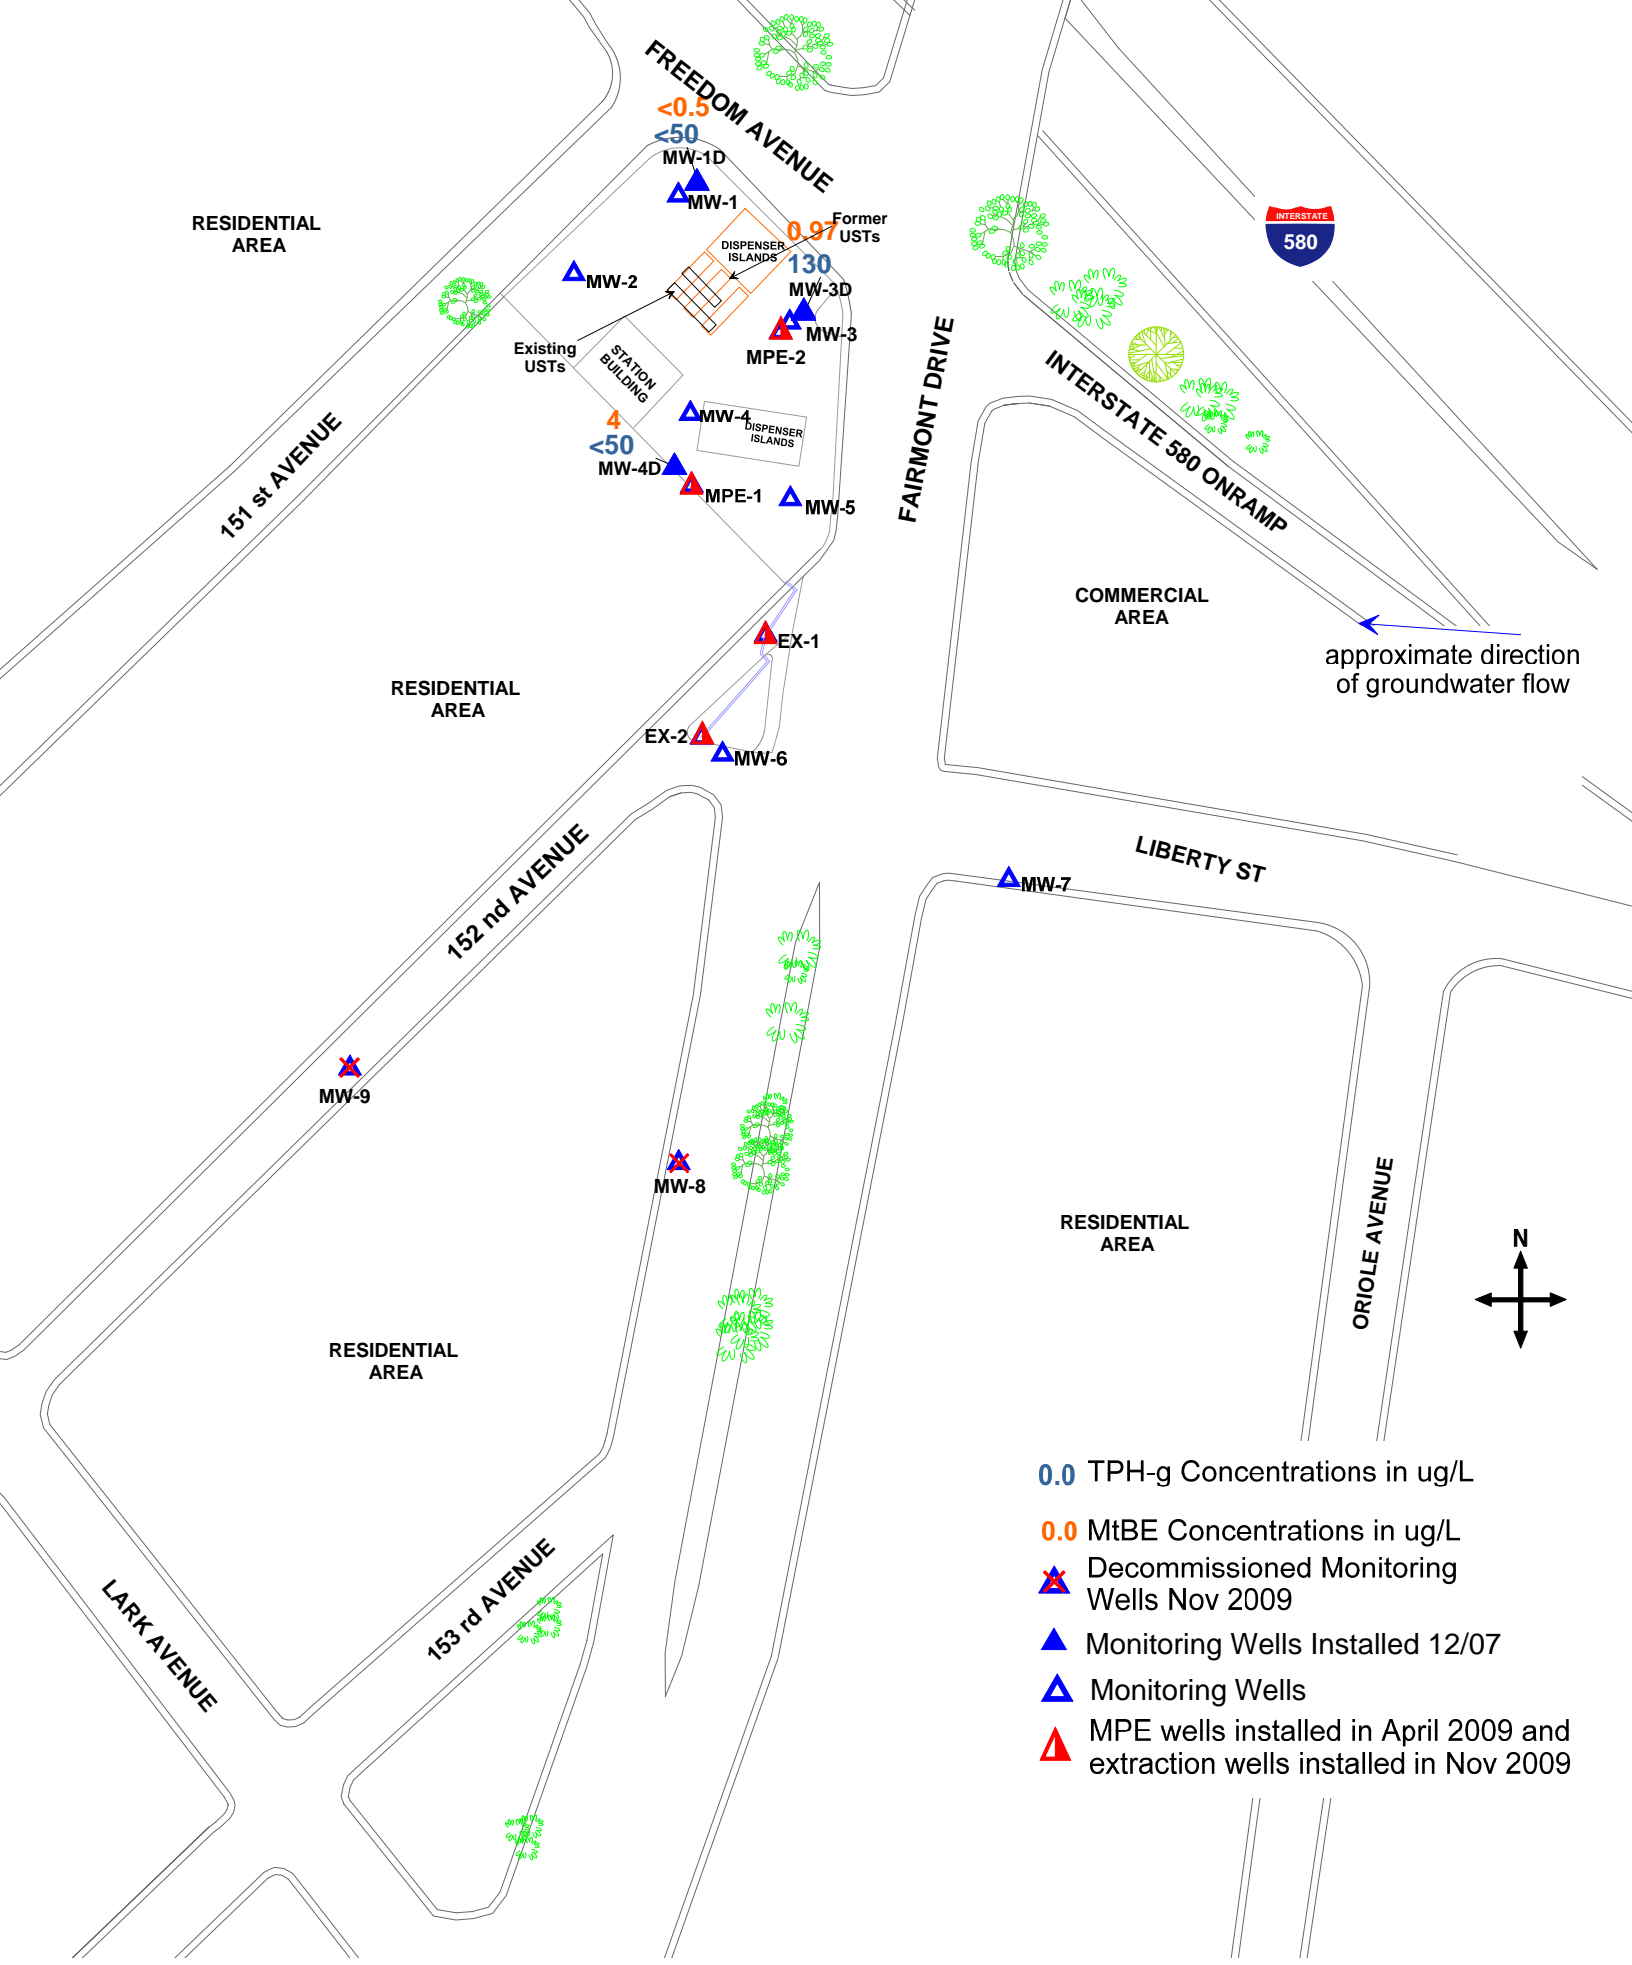 FREEDOM AVENUE
<0.5
<50
MW-1D
MW-1
RESIDENTIAL
AREA
0.97
Former
USTs
DISPENSER
ISLANDS
130
INTERSTATE
580
MW-2
MW-3D
MW-3
MPE-2
Existing
USTs
STATION
BUILDING
FAIRMONT DRIVE
INTERSTATE 580 ONRAMP
4
<50
MW-4
DISPENSER
ISLANDS
MW-4D
MPE-1
MW-5
151 st AVENUE
COMMERCIAL
AREA
approximate direction
of groundwater flow
EX-1
RESIDENTIAL
AREA
EX-2
MW-6
152 nd AVENUE
LIBERTY ST
MW-7
MW-9
MW-8
RESIDENTIAL
AREA
ORIOLE AVENUE
N
RESIDENTIAL
AREA
LARK AVENUE
153 rd AVENUE
0.0 TPH-g Concentrations in ug/L
0.0 MtBE Concentrations in ug/L
Decommissioned Monitoring
Wells Nov 2009
Monitoring Wells Installed 12/07
Monitoring Wells
MPE wells installed in April 2009 and
extraction wells installed in Nov 2009